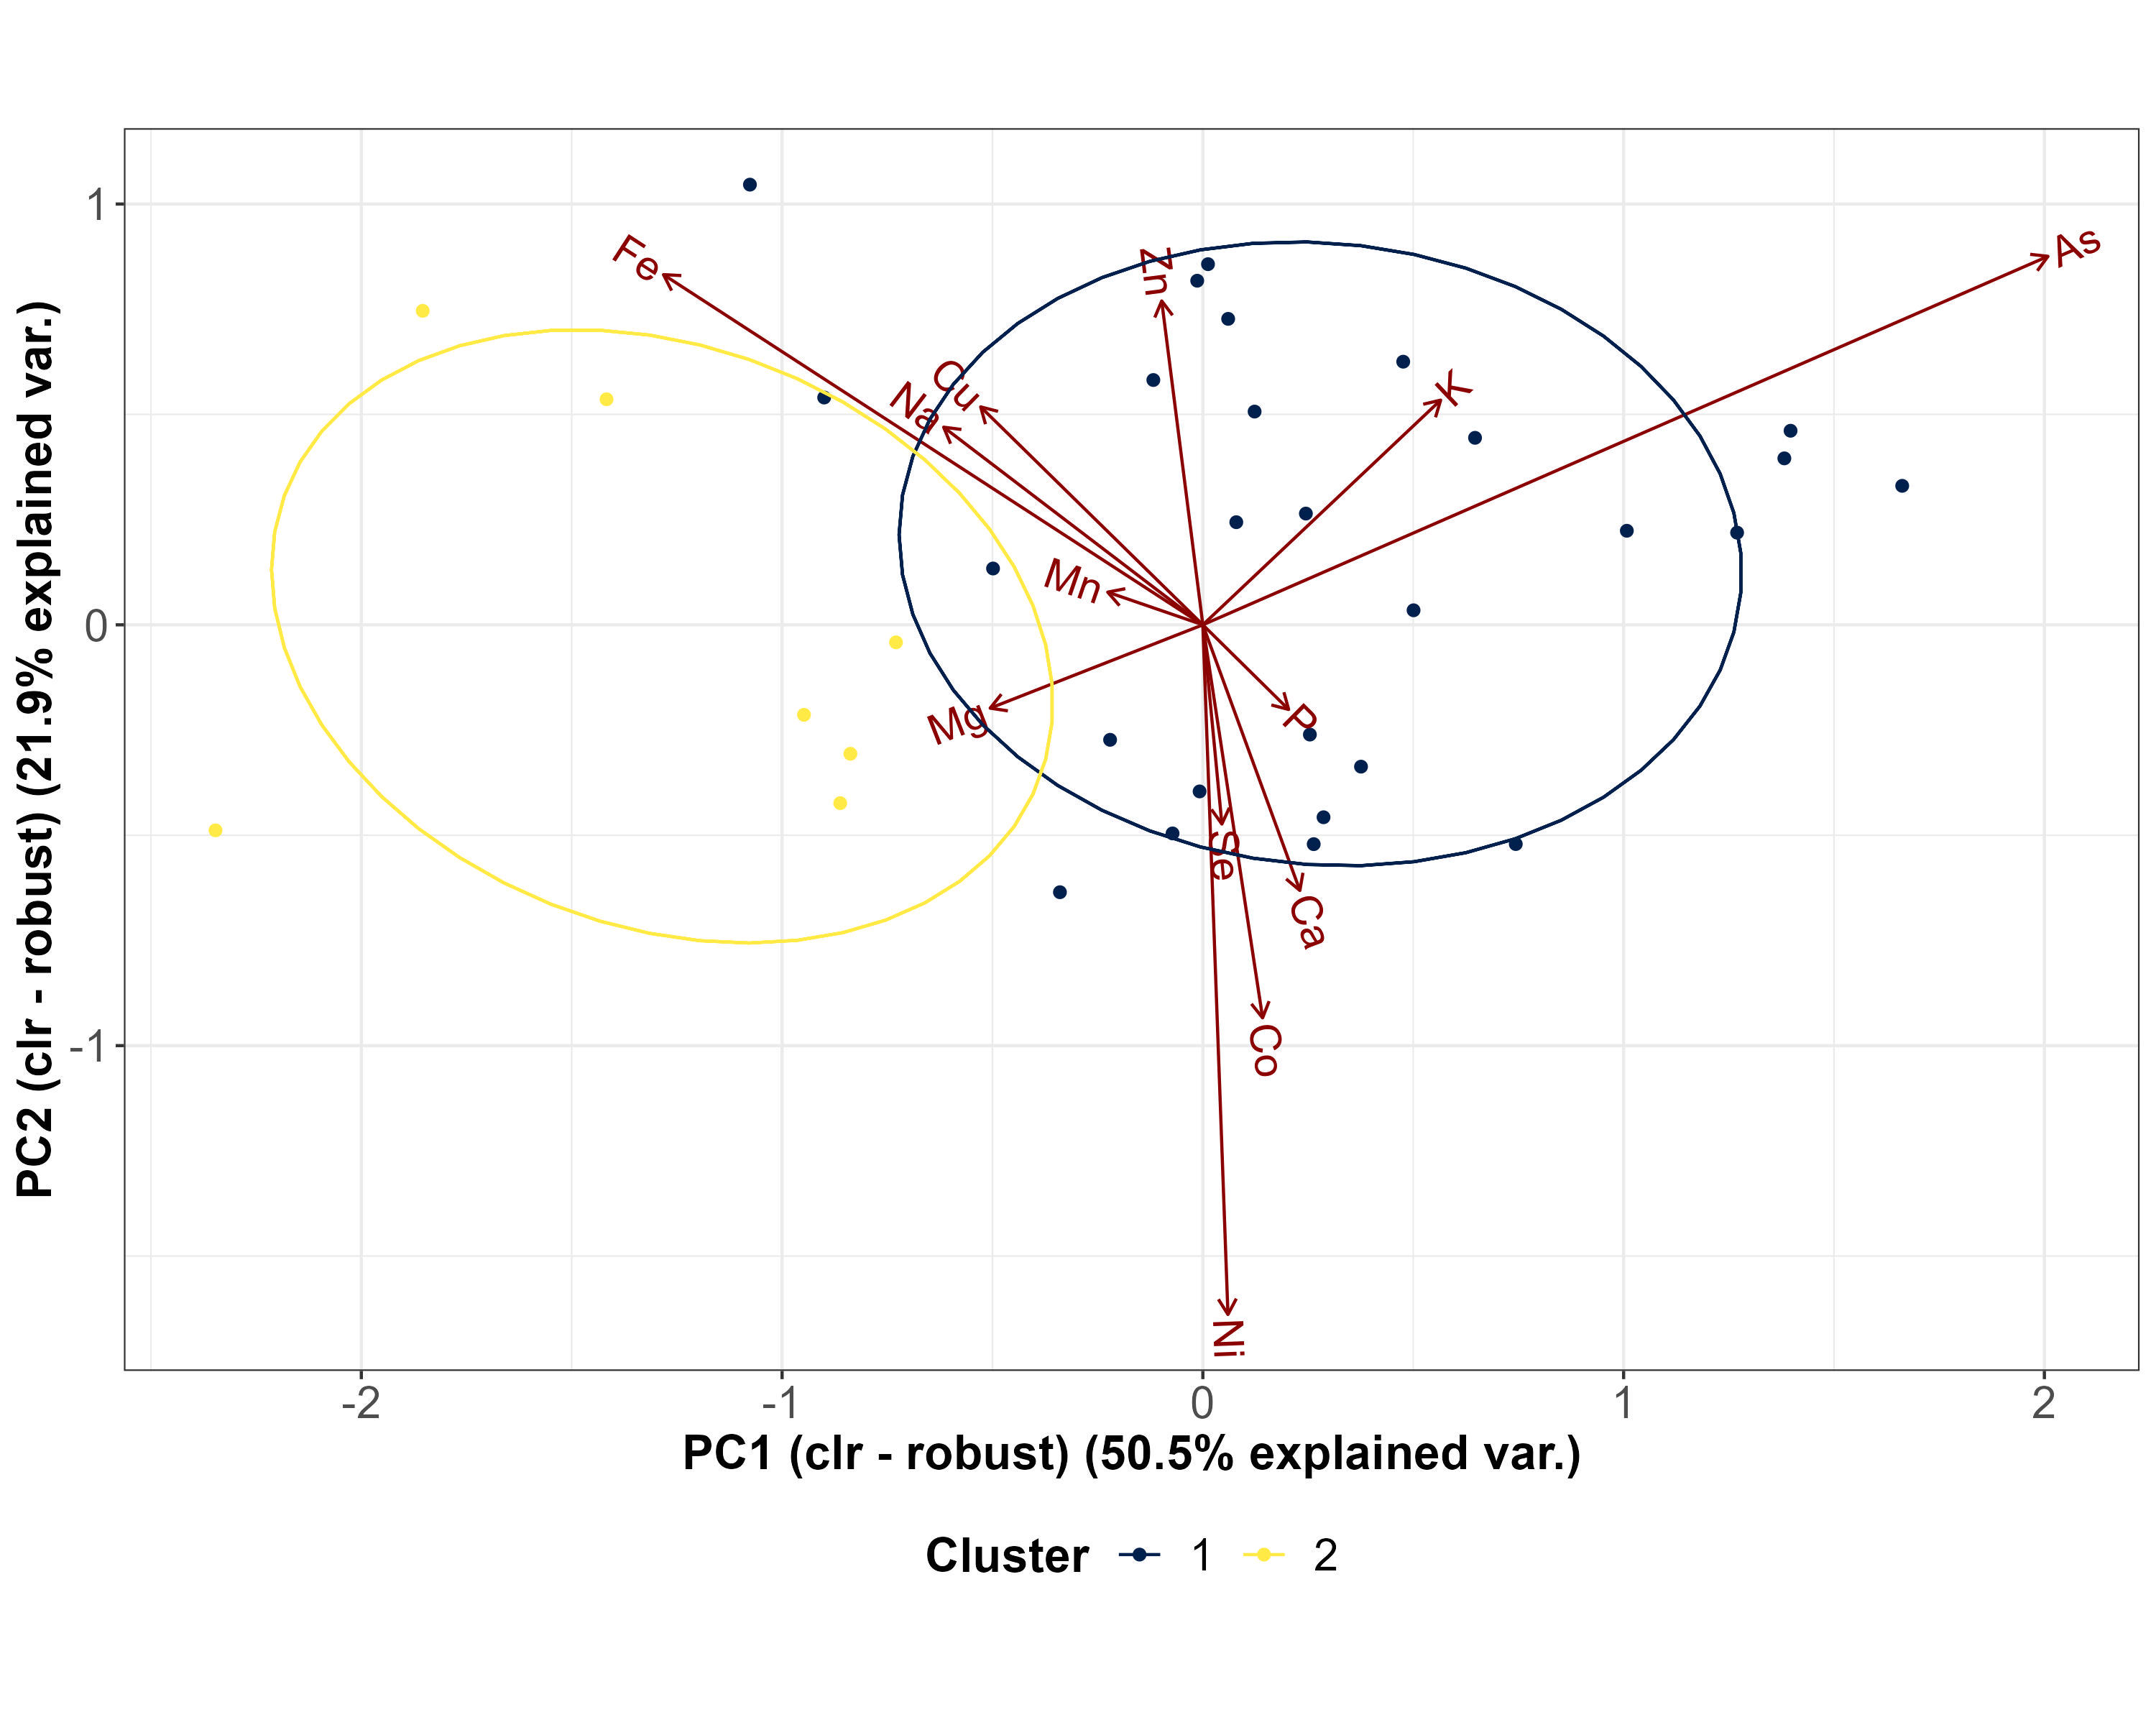 PC2 (clr - robust) (21.9% explained var.)
1
0
-1
Fe
Zn
As
Cu
Na
K
Mn
Mg
P
Se
Ca
Co
Ni
-2
-1
0
1
2
PC1 (clr - robust) (50.5% explained var.)
Cluster 1 2